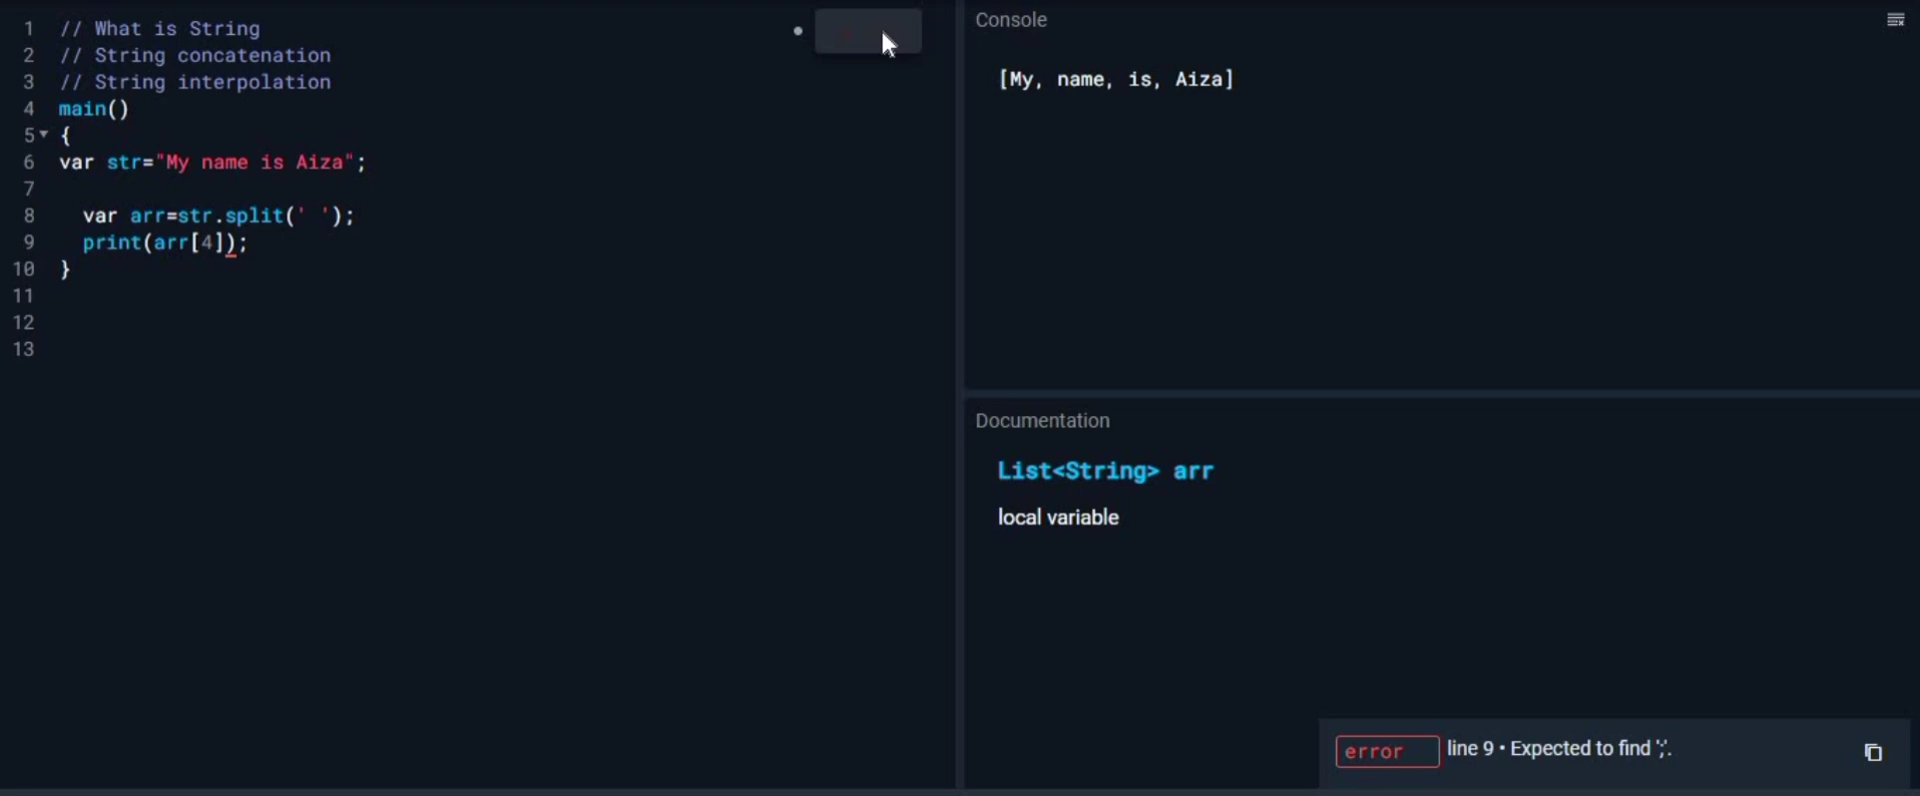 1 // What is String
2 // String concatenation
3 // String interpolation
4 main()
5 {
6 var str="My name is Aiza";
7
8 var arr=str.split(' ');
9 print(arr[4]);
10 }
11
12
13
Console
[My, name, is, Aiza]
Documentation
List<String> arr
local variable
error line 9 • Expected to find ';'.